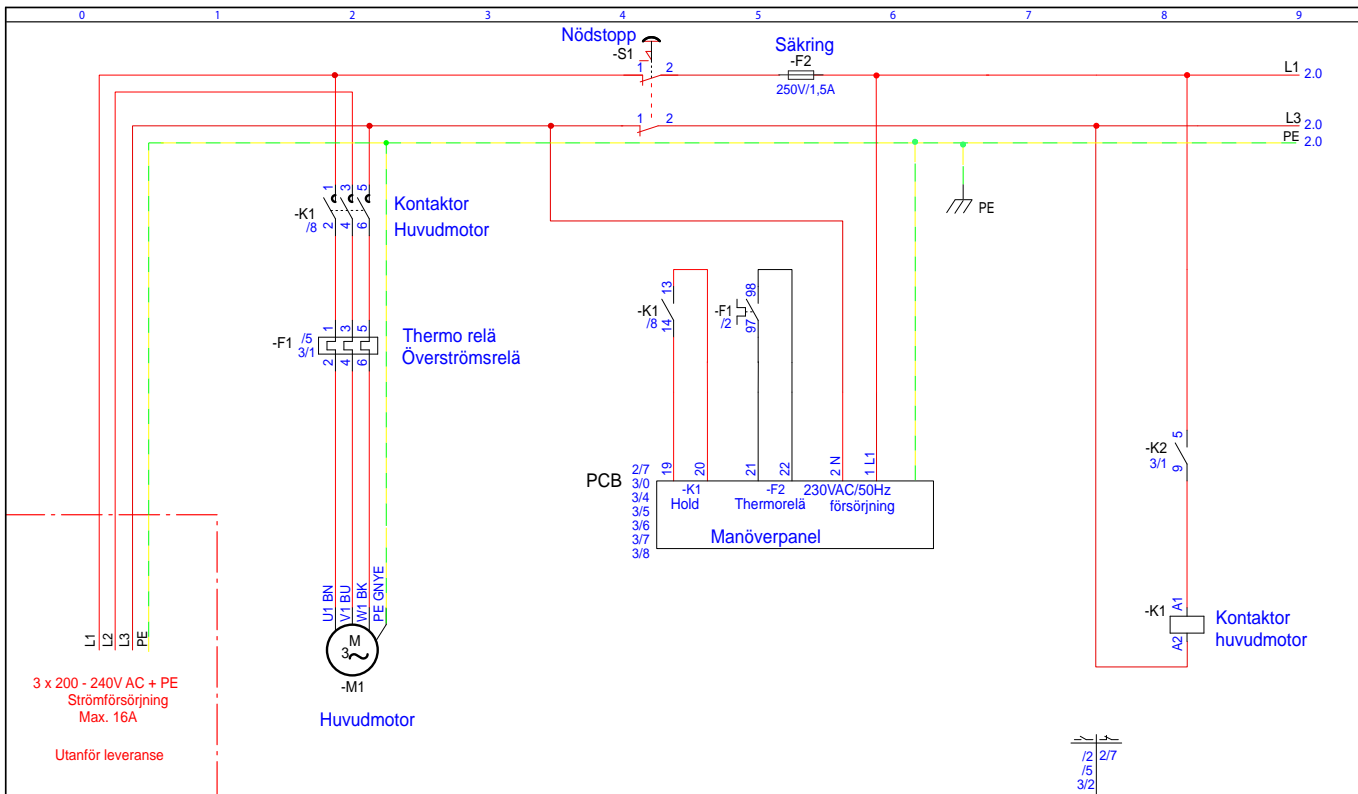 0 1 2 3 4 5 6 7 8 9
Nödstopp
-S1
1 2
Säkring
-F2
250V/1,5A
L1 2.0
1 2
L3 2.0
PE 2.0
1 3 5
-K1
/8
2 4 6
Kontaktor
Huvudmotor
PE
13
-K1
/8
14
98
-F1
/2
97
1 3 5
-F1
/5
3/1
2 4 6
Thermo relä
Överströmsrelä
5
-K2
3/1
9
PCB
2/7
3/0
3/4
3/5
3/6
3/7
3/8
19 20 21 22 2 N 1 L1
-K1
Hold
-F2
Thermorelä
230VAC/50Hz
försörjning
Manöverpanel
U1 BN
V1 BU
W1 BK
PE GNYE
M
3
-M1
Huvudmotor
A1
-K1
A2
Kontaktor
huvudmotor
L1 L2 L3 PE
3 x 200 - 240V AC + PE
Strömförsörjning
Max. 16A
Utanför leveranse
/2 2/7
/5
3/2